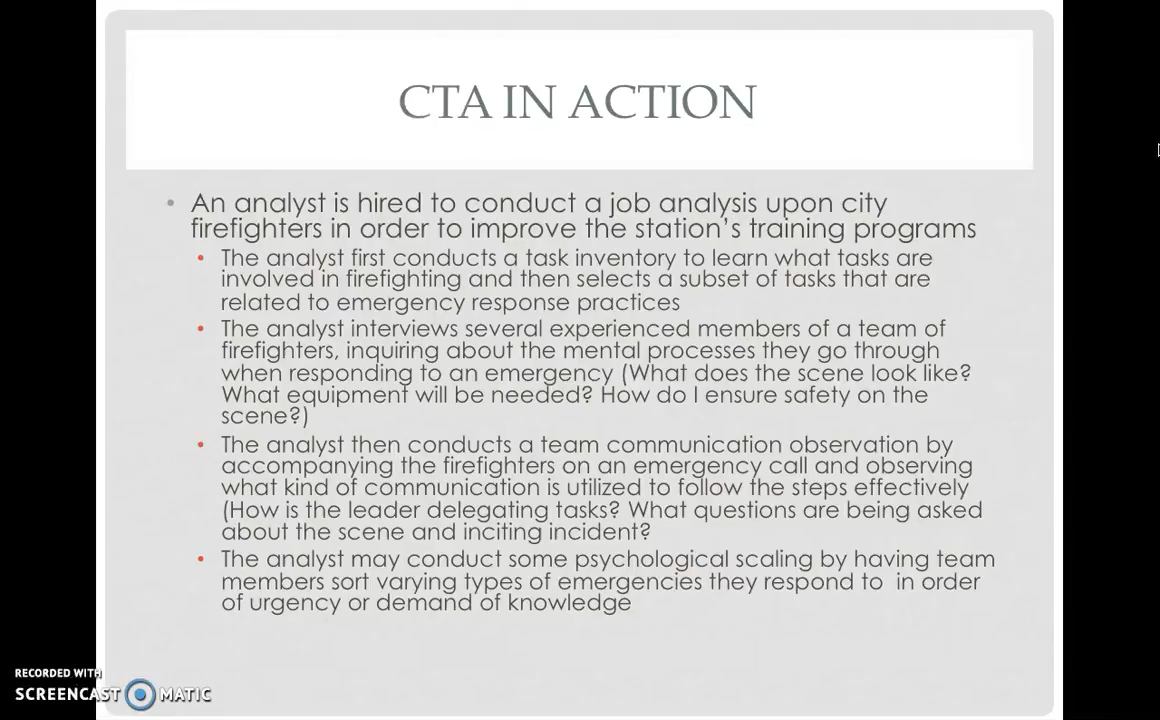 CTA IN ACTION
• An analyst is hired to conduct a job analysis upon city
firefighters in order to improve the station's training programs
• The analyst first conducts a task inventory to learn what tasks are
involved in firefighting and then selects a subset of tasks that are
related to emergency response practices
• The analyst interviews several experienced members of a team of
firefighters, inquiring about the mental processes they go through
when responding to an emergency (What does the scene look like?
What equipment will be needed? How do I ensure safety on the
scene?)
• The analyst then conducts a team communication observation by
accompanying the firefighters on an emergency call and observing
what kind of communication is utilized to follow the steps effectively
(How is the leader delegating tasks? What questions are being asked
about the scene and inciting incident?
• The analyst may conduct some psychological scaling by having team
members sort varying types of emergencies they respond to  in order
of urgency or demand of knowledge
RECORDED WITH
SCREENCAST MATIC